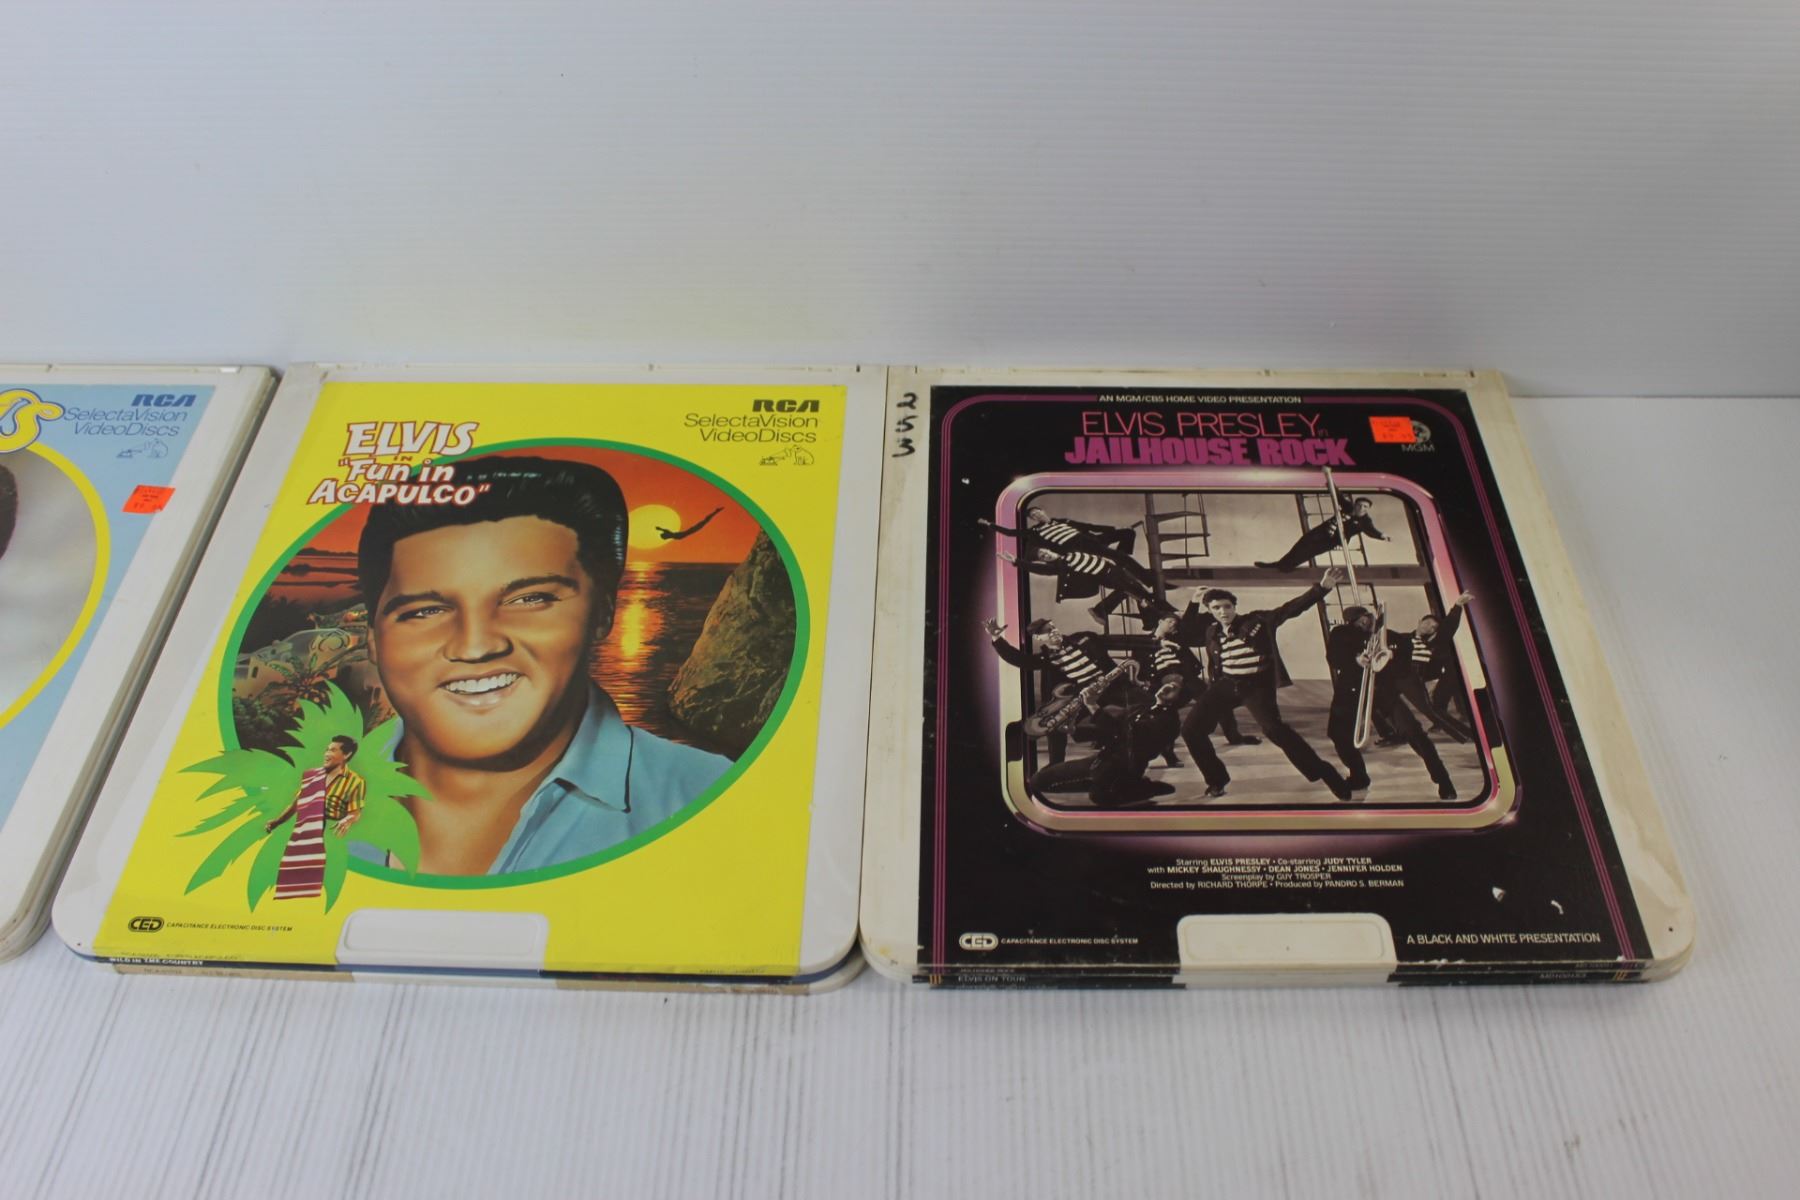 RCA
SelectaVision
VideoDiscs
ELVIS
IN
"Fun in
ACAPULCO"
RCA
SelectaVision
VideoDiscs
CED CAPACITANCE ELECTRONIC DISC SYSTEM
WILD IN THE COUNTRY
253
AN MGM/CBS HOME VIDEO PRESENTATION
ELVIS PRESLEY in
JAILHOUSE ROCK
MGM
Starring ELVIS PRESLEY • Co-starring JUDY TYLER
with MICKEY SHAUGHNESSY • DEAN JONES • JENNIFER HOLDEN
Screenplay by GUY TROSPER
Directed by RICHARD THORPE • Produced by PANDRO S. BERMAN
CED CAPACITANCE ELECTRONIC DISC SYSTEM
A BLACK AND WHITE PRESENTATION
JAILHOUSE ROCK
ELVIS ON TOUR